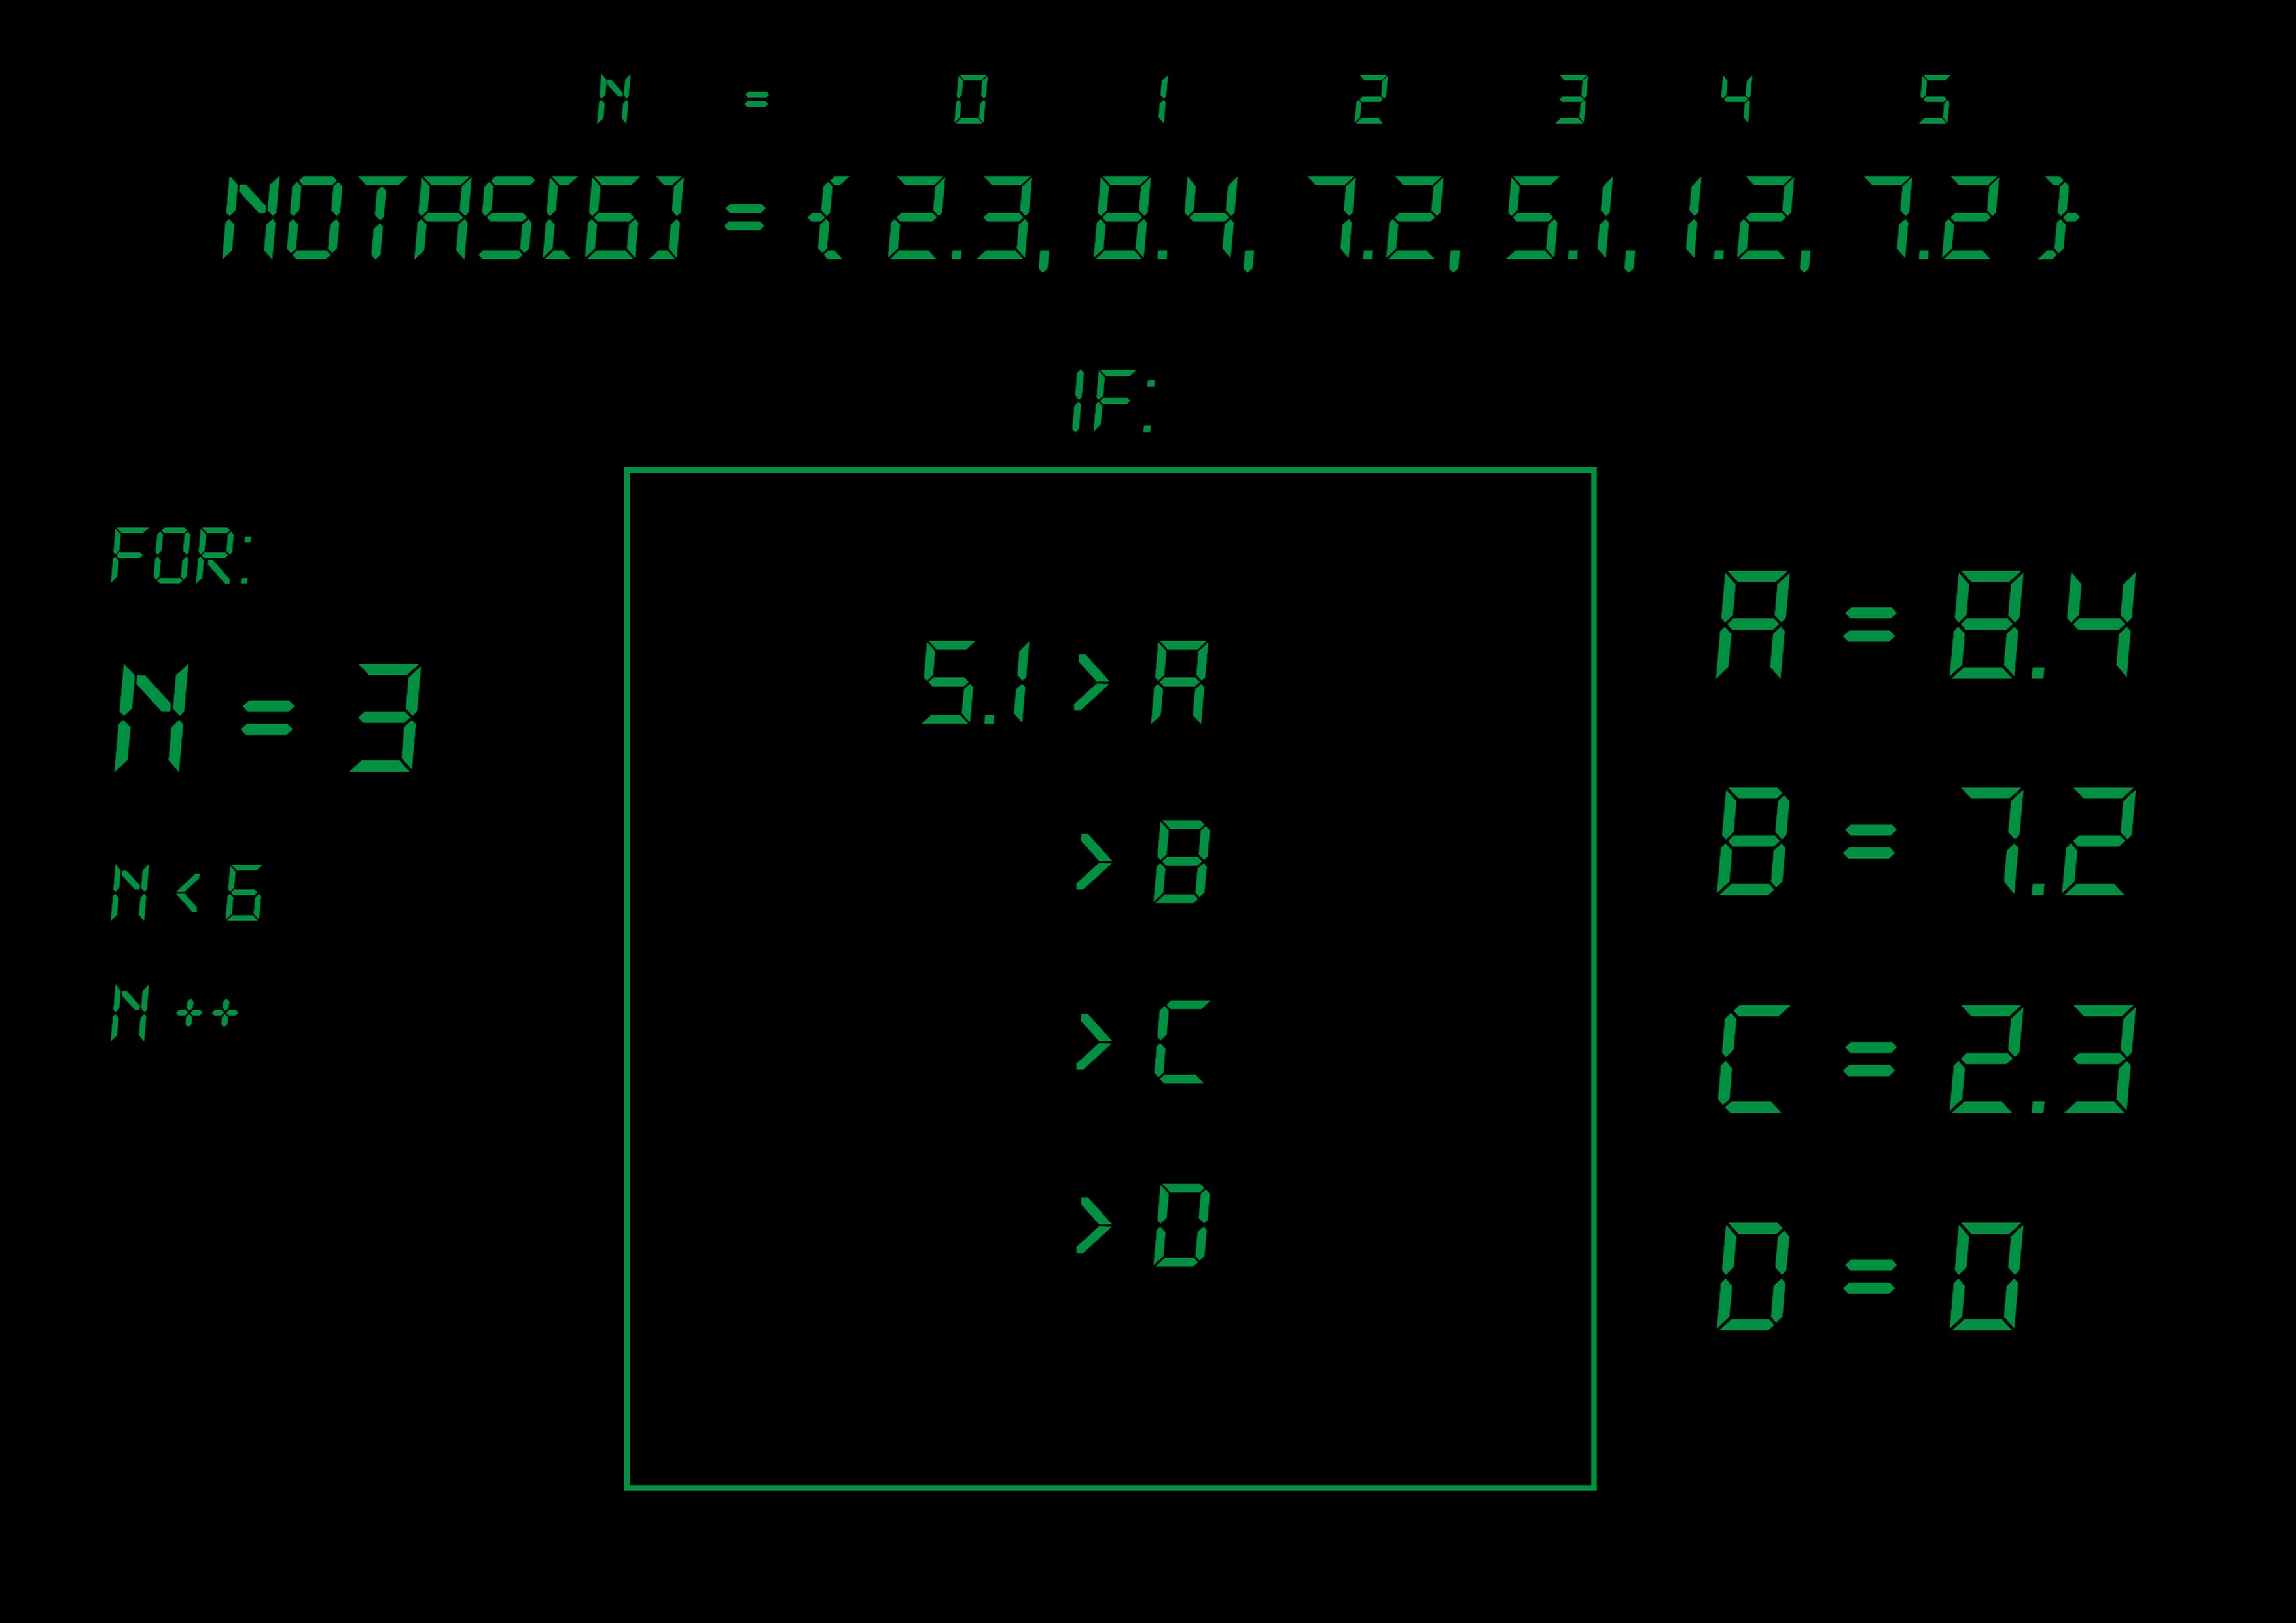 N = 0 1 2 3 4 5
NOTAS[6] = { 2.3, 8.4, 7.2, 5.1, 1.2, 7.2 }
IF:
FOR:
N = 3
N < 6
N ++
5.1 > A
> B
> C
> D
A = 8.4
B = 7.2
C = 2.3
D = 0